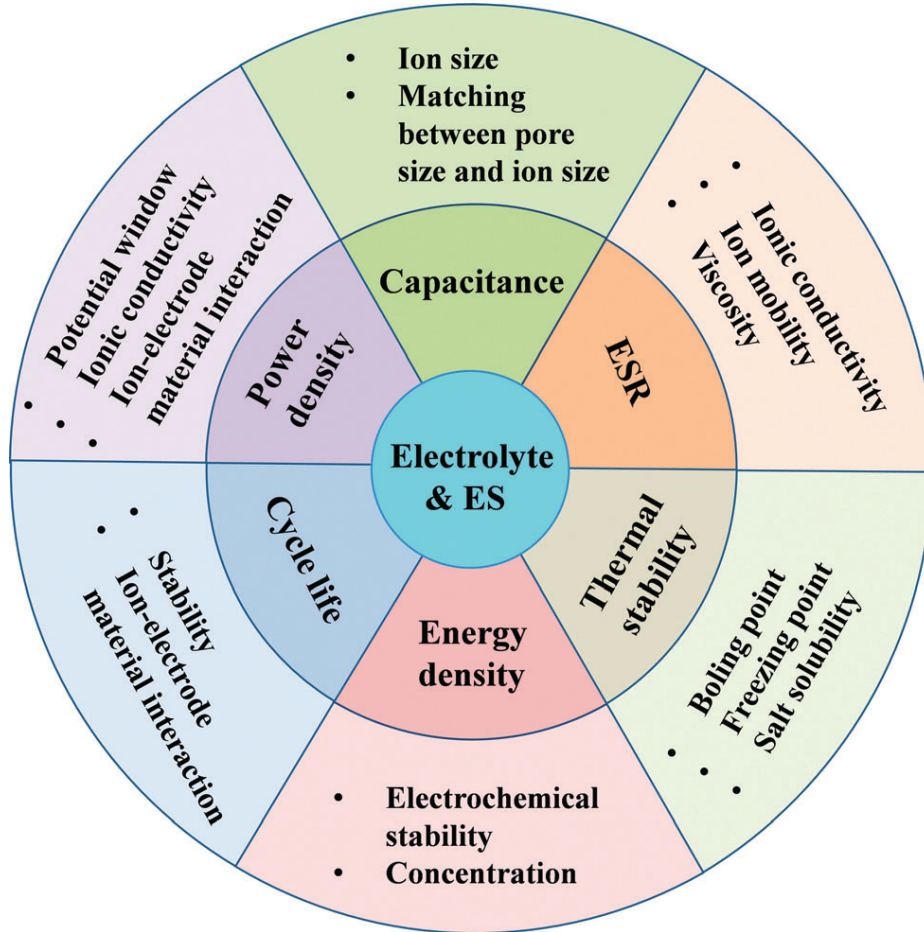 • Ion size
• Matching
between pore
size and ion size
Capacitance
• Ionic conductivity
• Ion mobility
• Viscosity
ESR
• Boling point
• Freezing point
• Salt solubility
Thermal
stability
Energy
density
• Electrochemical
stability
• Concentration
Cycle life
• Stability
• Ion-electrode
material interaction
Power
density
• Potential window
• Ionic conductivity
• Ion-electrode
material interaction
Electrolyte
& ES